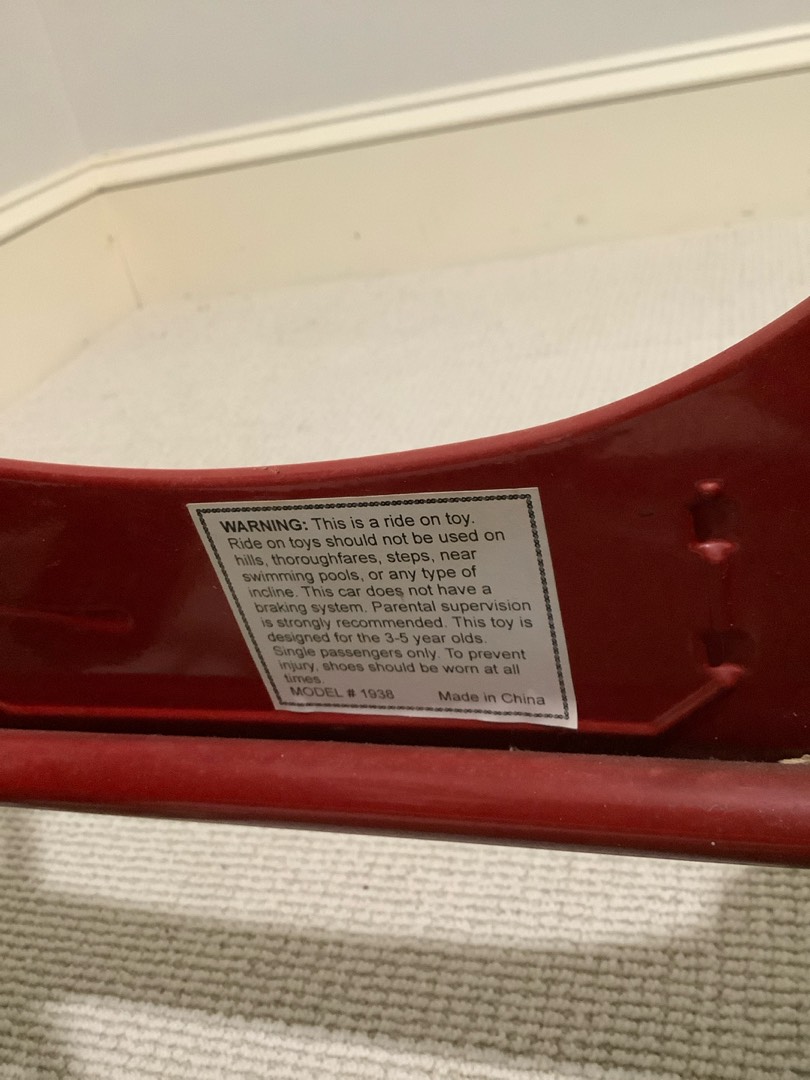 WARNING: This is a ride on toy.
Ride on toys should not be used on
hills, thoroughfares, steps, near
swimming pools, or any type of
incline. This car does not have a
braking system. Parental supervision
is strongly recommended. This toy is
designed for the 3-5 year olds.
Single passengers only. To prevent
injury, shoes should be worn at all
times.
MODEL # 1938 Made in China